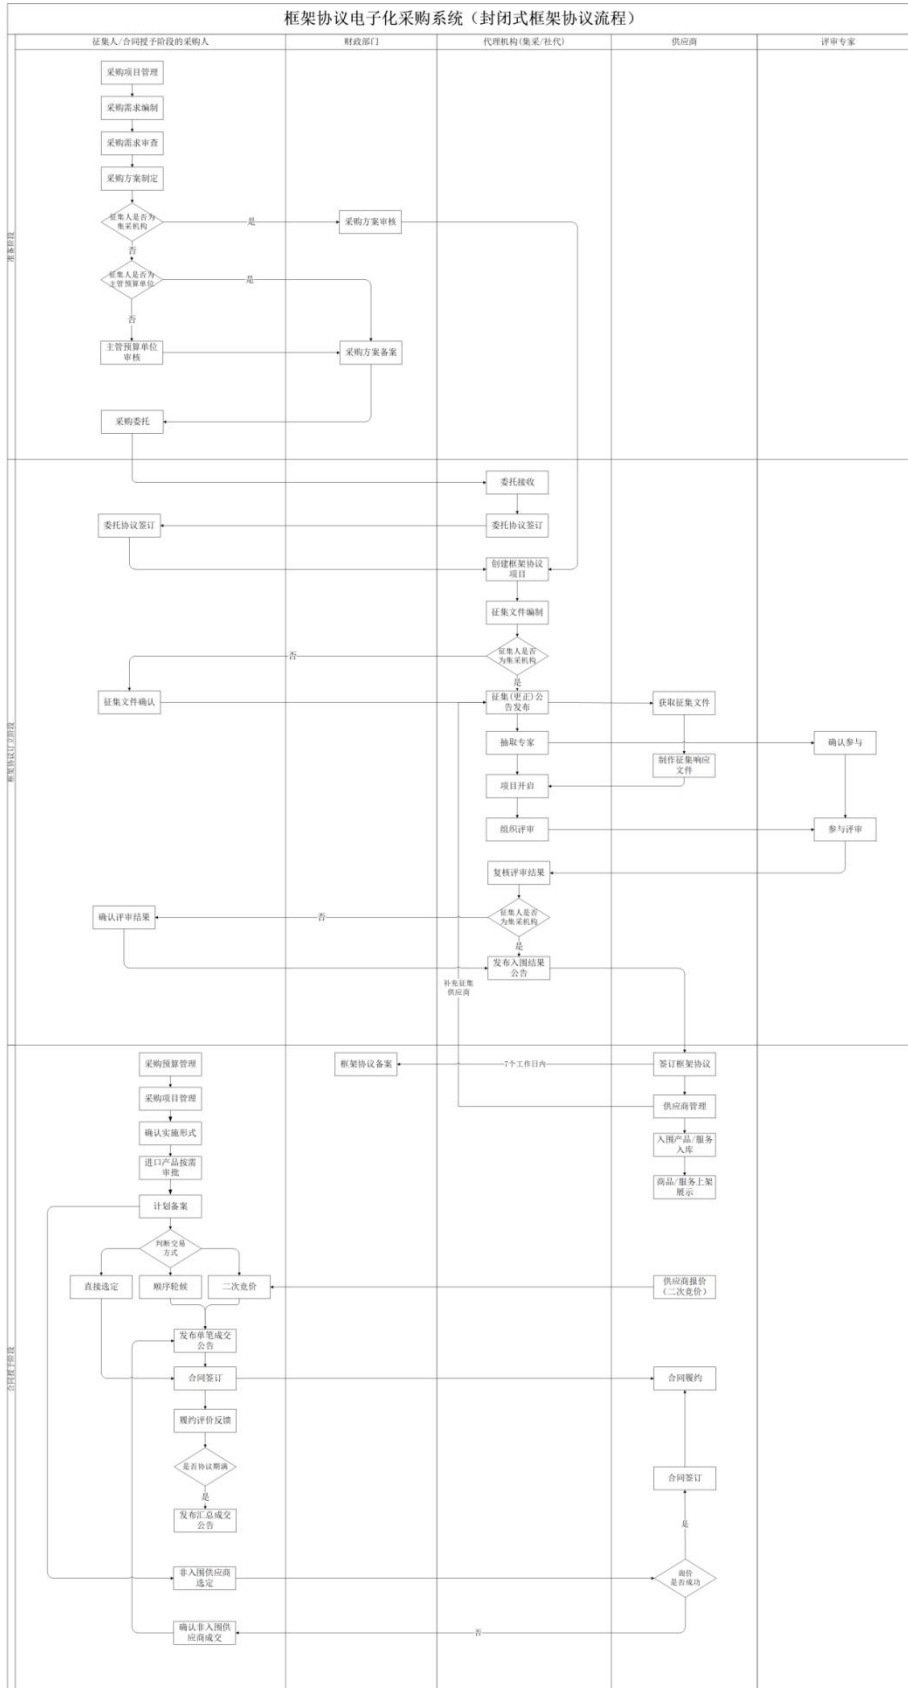 框架协议电子化采购系统（封闭式框架协议流程）
征集人/合同授予阶段的采购人
财政部门
代理机构(集采/社代)
供应商
评审专家
准备阶段
采购项目管理
采购需求编制
采购需求审查
采购方案制定
征集人是否为
集采机构
是
采购方案审核
否
征集人是否为
主管预算单位
是
否
主管预算单位
审核
采购方案备案
采购委托
框架协议订立阶段
委托接收
委托协议签订
委托协议签订
创建框架协议
项目
征集文件编制
征集人是否
为集采机构
否
是
征集文件确认
征集(更正)公
告发布
获取征集文件
抽取专家
确认参与
制作征集响应
文件
项目开启
组织评审
参与评审
复核评审结果
征集人是否
为集采机构
否
确认评审结果
是
发布入围结果
公告
补充征集
供应商
合同授予阶段
采购预算管理
框架协议备案
7个工作日内
签订框架协议
采购项目管理
供应商管理
确认实施形式
入围产品/服务
入库
进口产品按需
审批
商品/服务上架
展示
计划备案
判断交易
方式
直接选定
顺序轮候
二次竞价
供应商报价
（二次竞价）
发布单笔成交
公告
合同签订
合同履约
履约评价反馈
是否协议期满
合同签订
是
发布汇总成交
公告
是
非入围供应商
选定
询价
是否成功
确认非入围供
应商成交
否